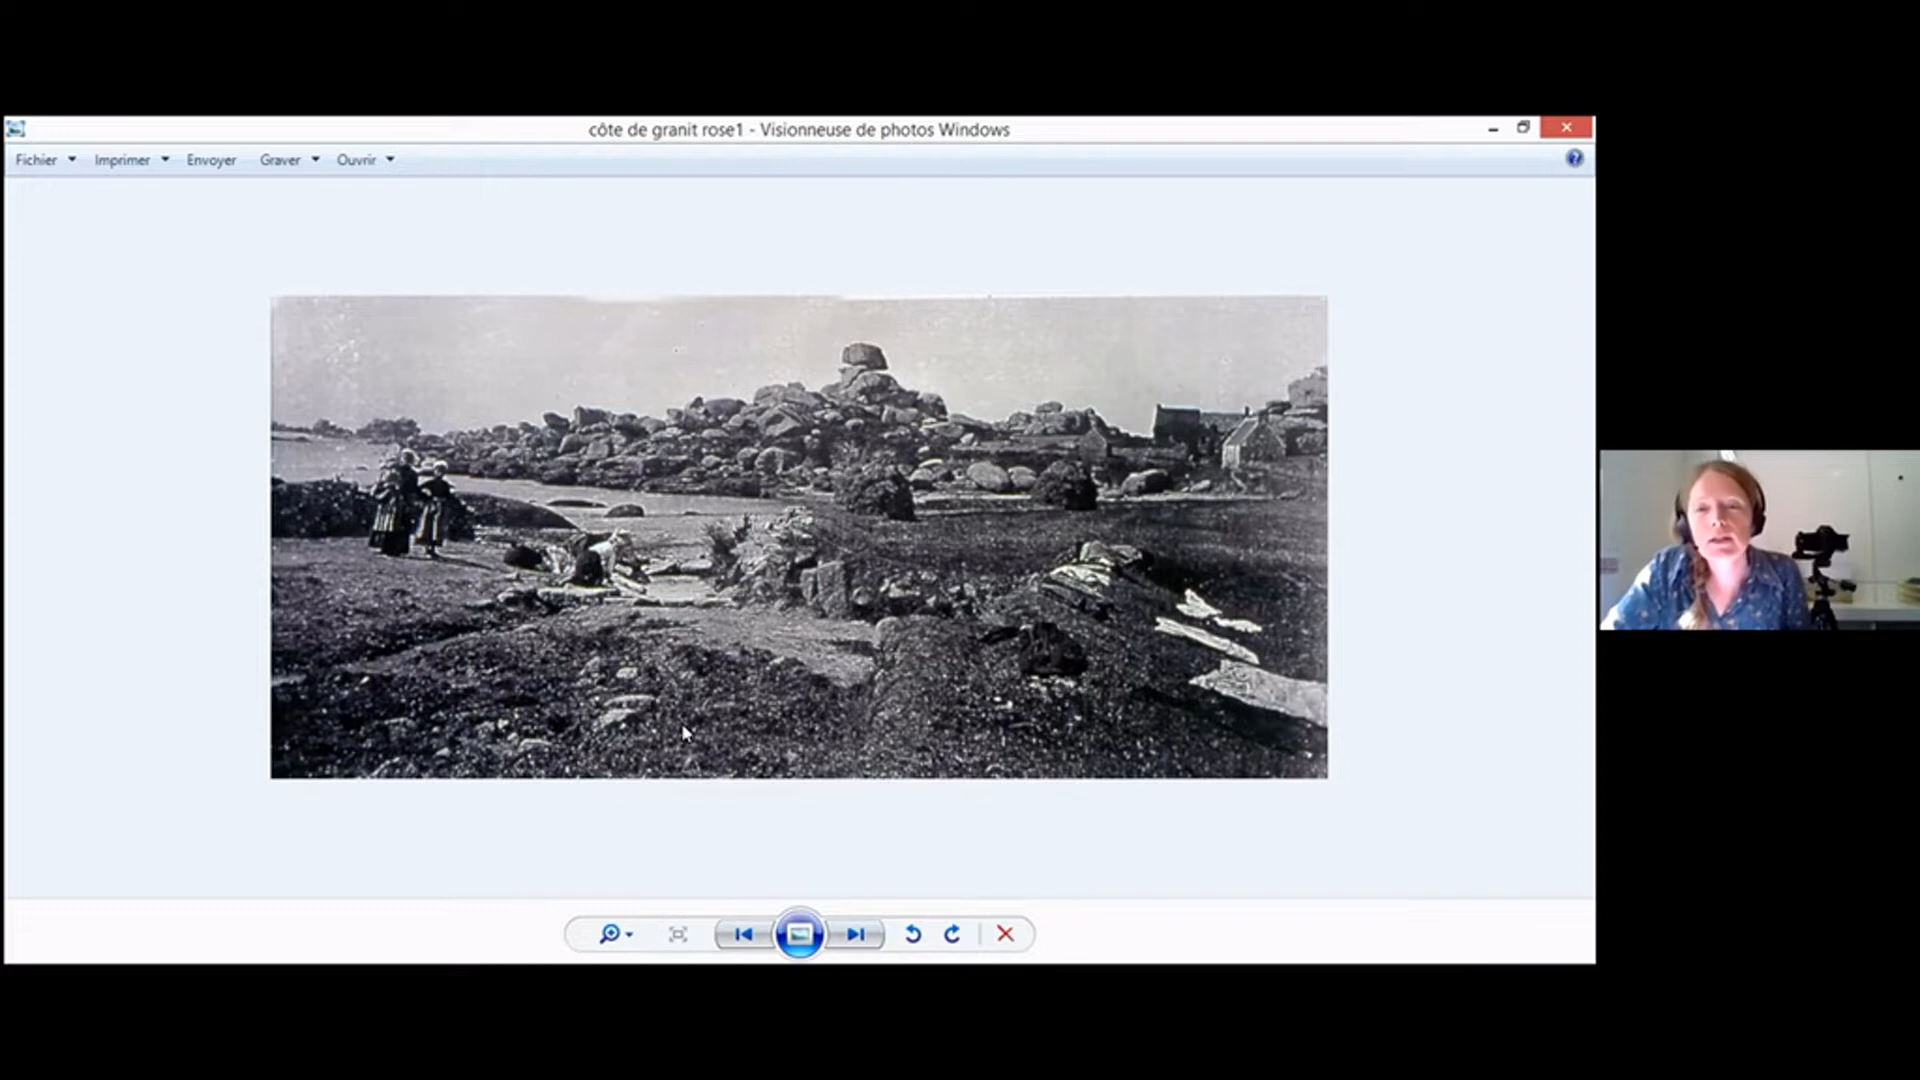 côte de granit rose1 - Visionneuse de photos Windows
Fichier Imprimer Envoyer Graver Ouvrir